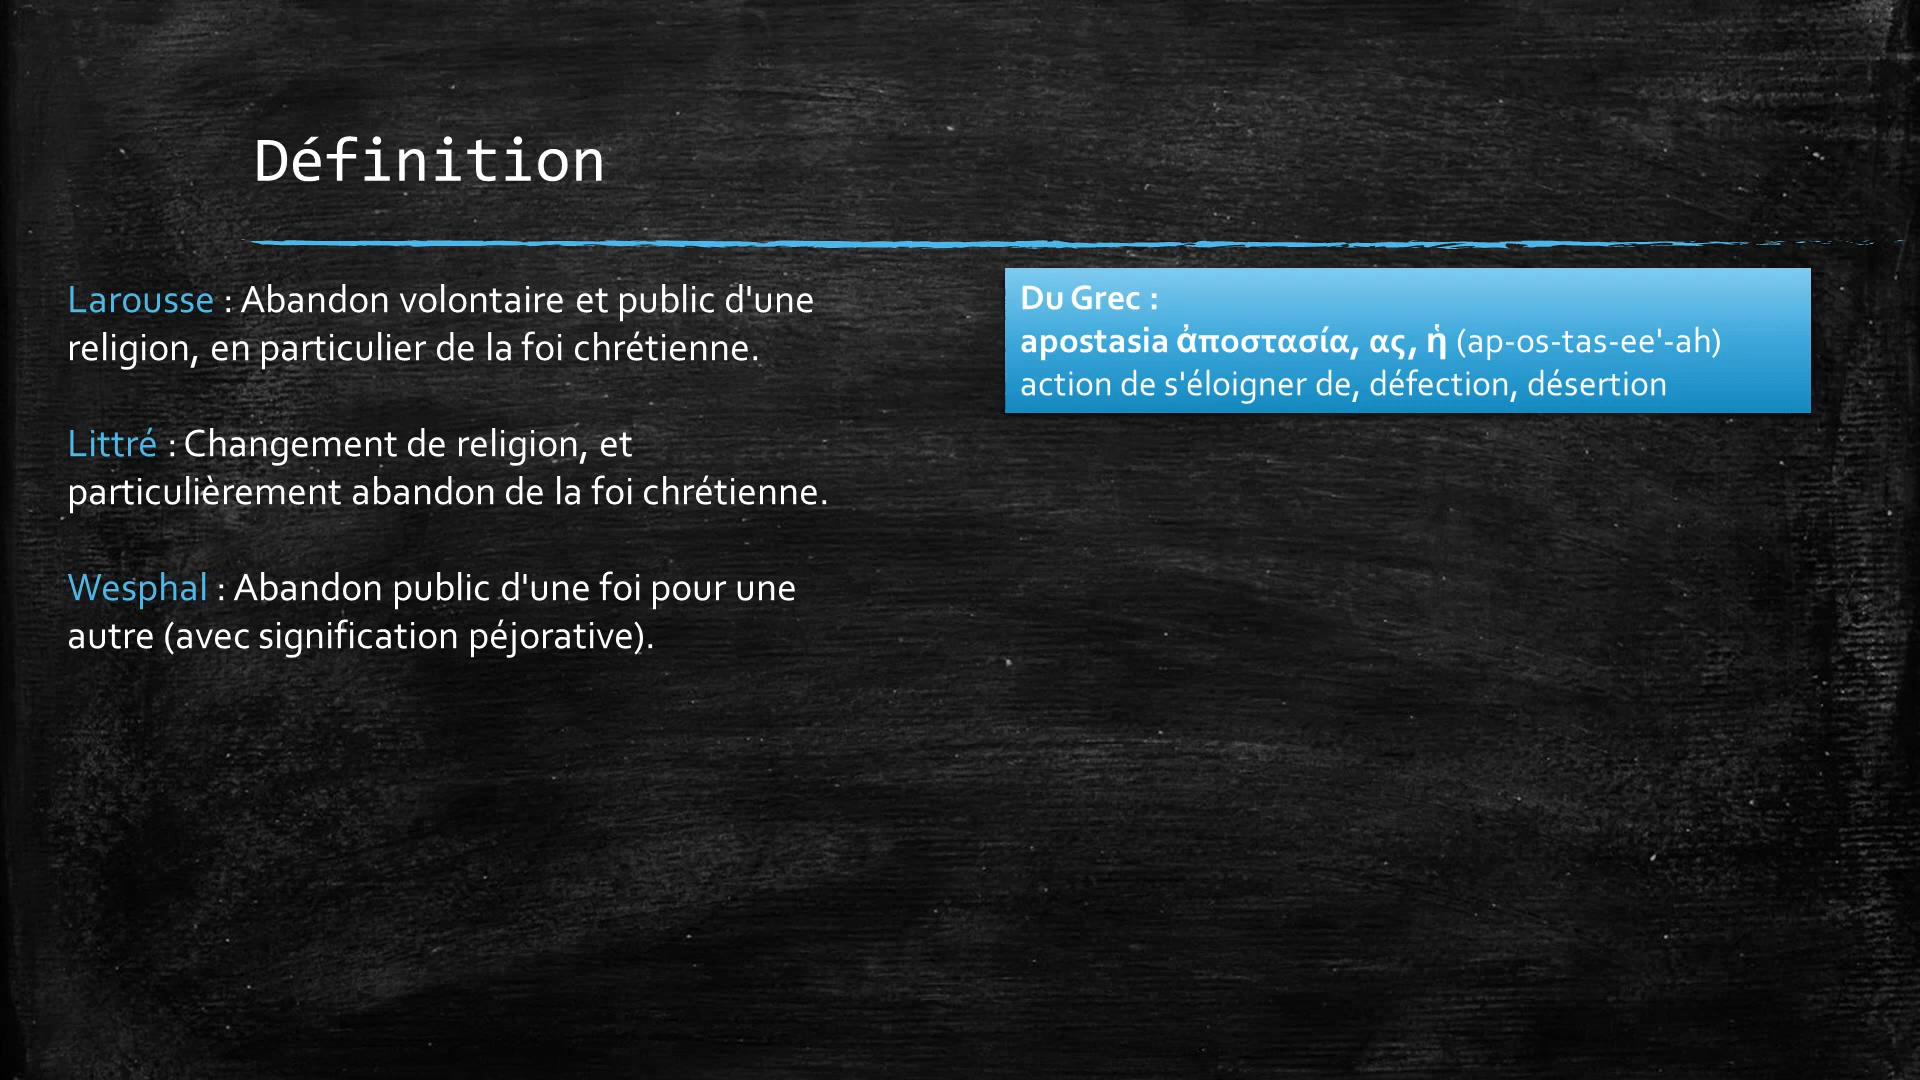 Définition
Larousse : Abandon volontaire et public d'une
religion, en particulier de la foi chrétienne.
Littré : Changement de religion, et
particulièrement abandon de la foi chrétienne.
Wesphal : Abandon public d'une foi pour une
autre (avec signification péjorative).
Du Grec :
apostasia ἀποστασία, ας, ἡ (ap-os-tas-ee'-ah)
action de s'éloigner de, défection, désertion